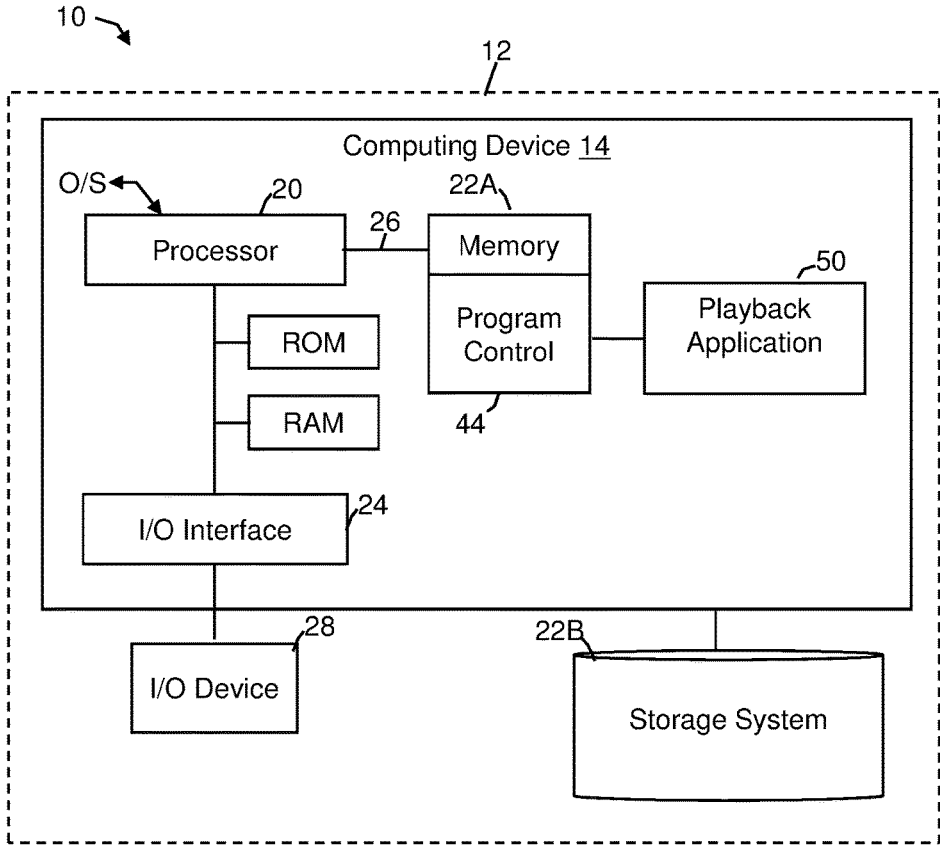 10
12
Computing Device 14
O/S
20
22A
Processor
26
Memory
50
Playback
Application
Program
Control
ROM
RAM
44
24
I/O Interface
28
22B
I/O Device
Storage System